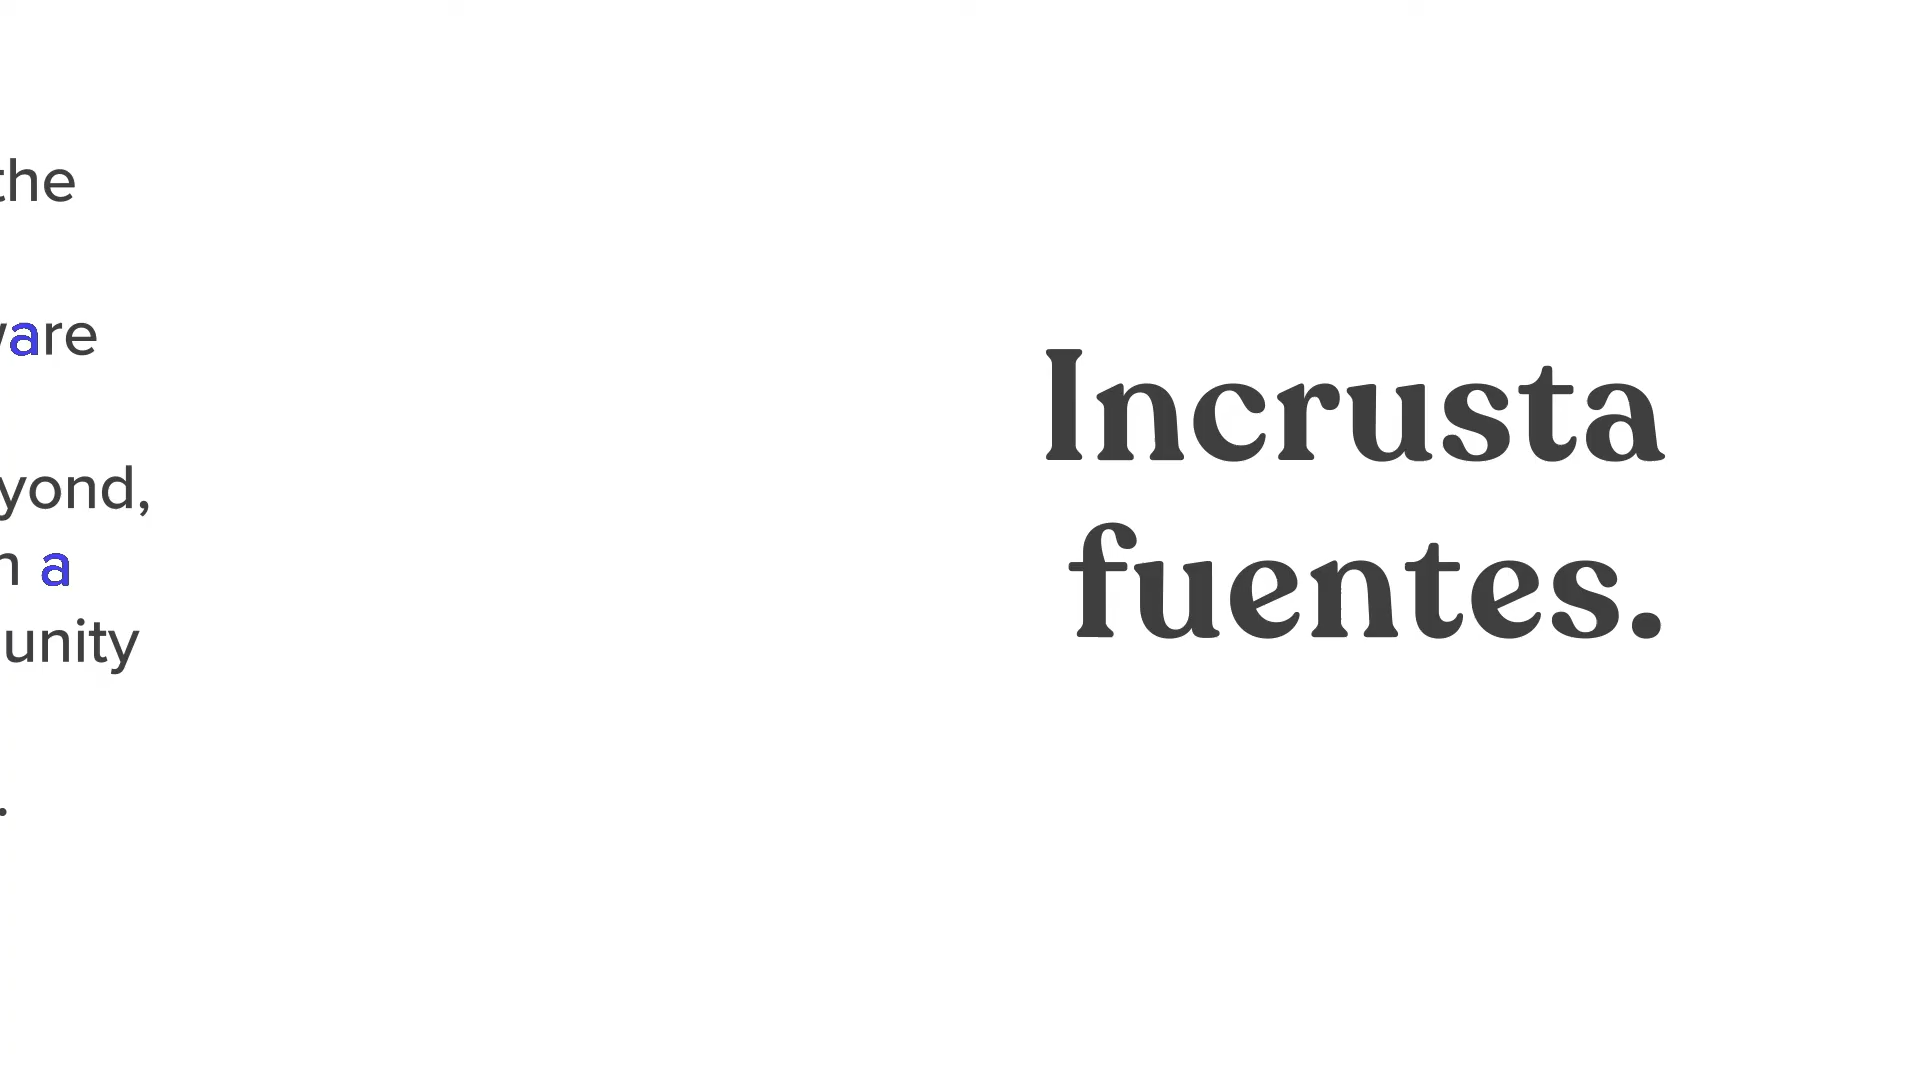 the
are
yond,
a
unity
.
Incrusta
fuentes.